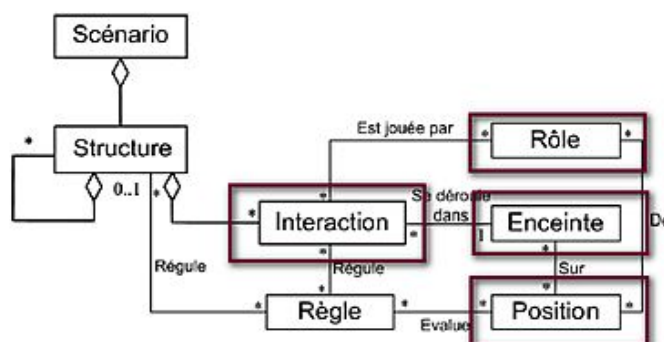 Scénario
Structure
*
0..1
*
Est jouée par
*
Rôle
*
*
Interaction
*
Se déroule
dans
*
1
Enceinte
*
Sur
Régule
*
Régule
*
*
Règle
*
Evalue
*
*
Position
*